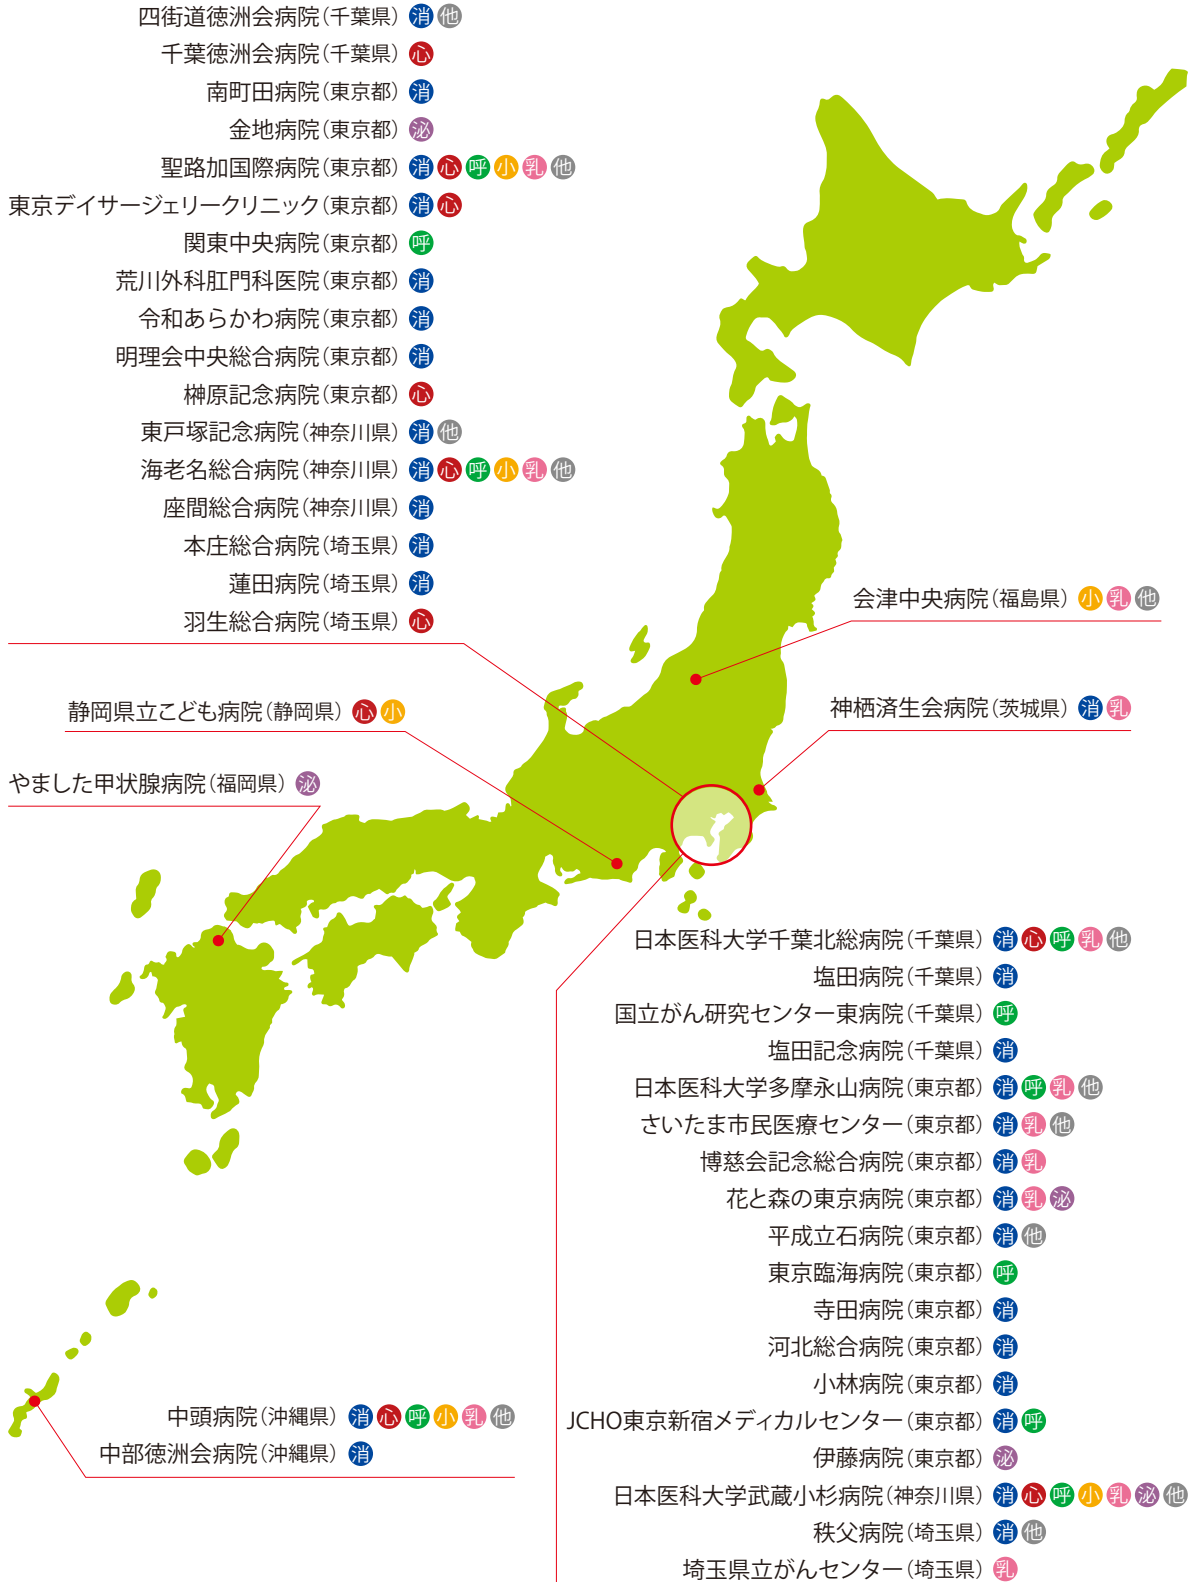 四街道徳洲会病院(千葉県) 消 他
千葉徳洲会病院(千葉県) 心
南町田病院(東京都) 消
金地病院(東京都) 泌
聖路加国際病院(東京都) 消 心 呼 小 乳 他
東京デイサージェリークリニック(東京都) 消 心
関東中央病院(東京都) 呼
荒川外科肛門科医院(東京都) 消
令和あらかわ病院(東京都) 消
明理会中央総合病院(東京都) 消
榊原記念病院(東京都) 心
東戸塚記念病院(神奈川県) 消 他
海老名総合病院(神奈川県) 消 心 呼 小 乳 他
座間総合病院(神奈川県) 消
本庄総合病院(埼玉県) 消
蓮田病院(埼玉県) 消
羽生総合病院(埼玉県) 心
会津中央病院(福島県) 小 乳 他
静岡県立こども病院(静岡県) 心 小
神栖済生会病院(茨城県) 消 乳
やました甲状腺病院(福岡県) 泌
日本医科大学千葉北総病院(千葉県) 消 心 呼 乳 他
塩田病院(千葉県) 消
国立がん研究センター東病院(千葉県) 呼
塩田記念病院(千葉県) 消
日本医科大学多摩永山病院(東京都) 消 呼 乳 他
さいたま市民医療センター(東京都) 消 乳 他
博慈会記念総合病院(東京都) 消 乳
花と森の東京病院(東京都) 消 乳 泌
平成立石病院(東京都) 消 他
東京臨海病院(東京都) 呼
寺田病院(東京都) 消
河北総合病院(東京都) 消
小林病院(東京都) 消
JCHO東京新宿メディカルセンター(東京都) 消 呼
伊藤病院(東京都) 泌
日本医科大学武蔵小杉病院(神奈川県) 消 心 呼 小 乳 泌 他
秩父病院(埼玉県) 消 他
埼玉県立がんセンター(埼玉県) 乳
中頭病院(沖縄県) 消 心 呼 小 乳 他
中部徳洲会病院(沖縄県) 消